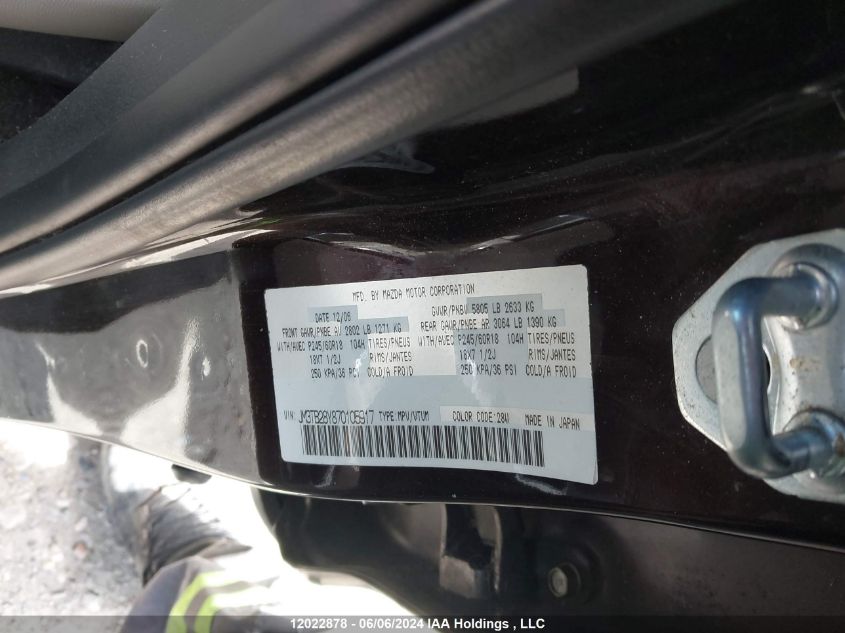 MFD. BY MAZDA MOTOR CORPORATION
DATE 12/06 GVWR/PNBV 5805 LB 2633 KG
FRONT GAWR/PNBE AV 2802 LB 1271 KG REAR GAWR/PNBE AR 3064 LB 1390 KG
WITH/AVEC P245/60R18 104H TIRES/PNEUS WITH/AVEC P245/60R18 104H TIRES/PNEUS
18X7 1/2J RIMS/JANTES 18X7 1/2J RIMS/JANTES
250 KPA/36 PSI COLD/A FROID 250 KPA/36 PSI COLD/A FROID
VIN: JM3TB28Y870105917 TYPE:MPV/VTUM COLOR CODE:28W MADE IN JAPAN
12022878 - 06/06/2024 IAA Holdings , LLC